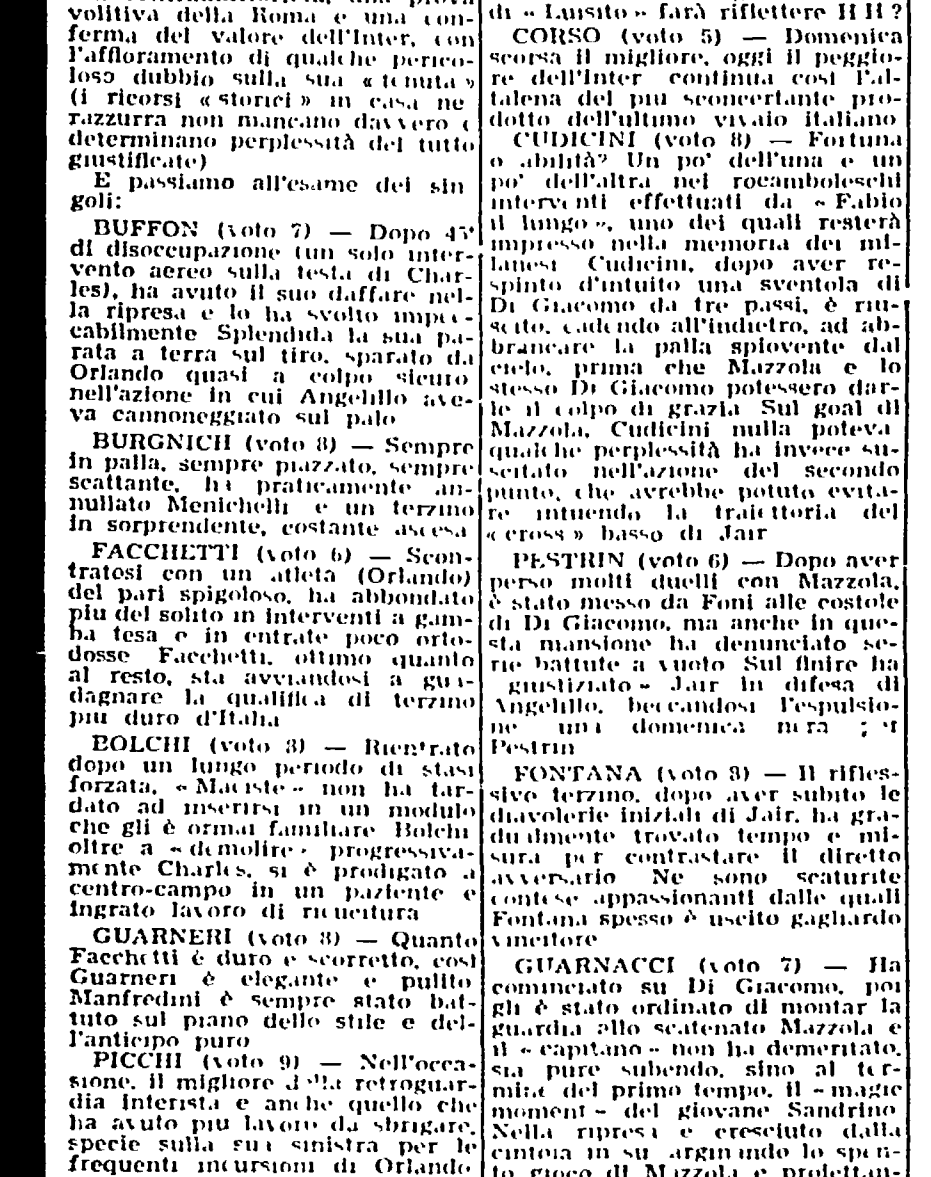 volitiva della Roma e una con-
ferma del valore dell'Inter, con
l'affioramento di qualche perico-
loso dubbio sulla sua « tenuta »
(i ricorsi « storici » in casa ne
razzurra non mancano davvero e
determinano perplessità del tutto
giustificate)
E passiamo all'esame dei sin
goli:
BUFFON (voto 7) — Dopo 45'
di disoccupazione (un solo inter-
vento aereo sulla testa di Char-
les), ha avuto il suo daffare nel-
la ripresa e lo ha svolto impec-
cabilmente Splendida la sua pa-
rata a terra sul tiro, sparato da
Orlando quasi a colpo sicuro
nell'azione in cui Angelillo ave-
va cannoneggiato sul palo
BURGNICH (voto 8) — Sempre
in palla, sempre piazzato, sempre
scattante, ha praticamente an-
nullato Menichelli e un terzino
in sorprendente, costante ascesa
FACCHETTI (voto 6) — Scon-
tratosi con un atleta (Orlando)
del pari spigoloso, ha abbondato
piu del solito in interventi a gam-
ba tesa e in entrate poco orto-
dosse Facchetti, ottimo quanto
al resto, sta avviandosi a gua-
dagnare la qualifica di terzino
piu duro d'Italia
BOLCHI (voto 8) — Rientrato
dopo un lungo periodo di stasi
forzata, « Maciste » non ha tar-
dato ad inserirsi in un modulo
che gli è ormai familiare Bolchi
oltre a « demolire » progressiva-
mente Charles, si è prodigato a
centro-campo in un paziente e
ingrato lavoro di ricucitura
GUARNERI (voto 8) — Quanto
Facchetti è duro e scorretto, cosi
Guarneri è elegante e pulito
Manfredini è sempre stato bat-
tuto sul piano dello stile e del-
l'anticipo puro
PICCHI (voto 9) — Nell'occa-
sione, il migliore della retroguar-
dia interista e anche quello che
ha avuto piu lavoro da sbrigare,
specie sulla sua sinistra per le
frequenti incursioni di Orlando
di « Luisito » farà riflettere H H ?
CORSO (voto 5) — Domenica
scorsa il migliore, oggi il peggio-
re dell'Inter continua cosi l'al-
talena del piu sconcertante pro-
dotto dell'ultimo vivaio italiano
CUDICINI (voto 8) — Fortuna
o abilità? Un po' dell'una e un
po' dell'altra nei rocamboleschi
interventi effettuati da « Fabio
il lungo », uno dei quali resterà
impresso nella memoria dei mi-
lanesi Cudicini, dopo aver re-
spinto d'intuito una sventola di
Di Giacomo da tre passi, è riu-
scito, cadendo all'indietro, ad ab-
brancare la palla spiovente dal
cielo, prima che Mazzola e lo
stesso Di Giacomo potessero dar-
le il colpo di grazia Sul goal di
Mazzola, Cudicini nulla poteva
qualche perplessità ha invece su-
scitato nell'azione del secondo
punto, che avrebbe potuto evita-
re intuendo la traiettoria del
« cross » basso di Jair
PESTRIN (voto 6) — Dopo aver
perso molti duelli con Mazzola,
è stato messo da Foni alle costole
di Di Giacomo, ma anche in que-
sta mansione ha denunciato se-
rie battute a vuoto Sul finire ha
giustiziato » Jair in difesa di
Angelillo, beccandosi l'espulsio-
ne una domenica nera per
Pestrin
FONTANA (voto 8) — Il rifles-
sivo terzino, dopo aver subito le
diavolerie iniziali di Jair, ha gra-
dualmente trovato tempo e mi-
sura per contrastare il diretto
avversario Ne sono scaturite
contese appassionanti dalle quali
Fontana spesso è uscito gagliardo
vincitore
GUARNACCI (voto 7) — Ha
cominciato su Di Giacomo, poi
gli è stato ordinato di montar la
guardia allo scatenato Mazzola e
il « capitano » non ha demeritato,
sia pure subendo, sino al ter-
mine del primo tempo, il « magic
moment » del giovane Sandrino
Nella ripresa e cresciuto dalla
cintola in su arginando lo spen-
to gioco di Mazzola e proiettan-